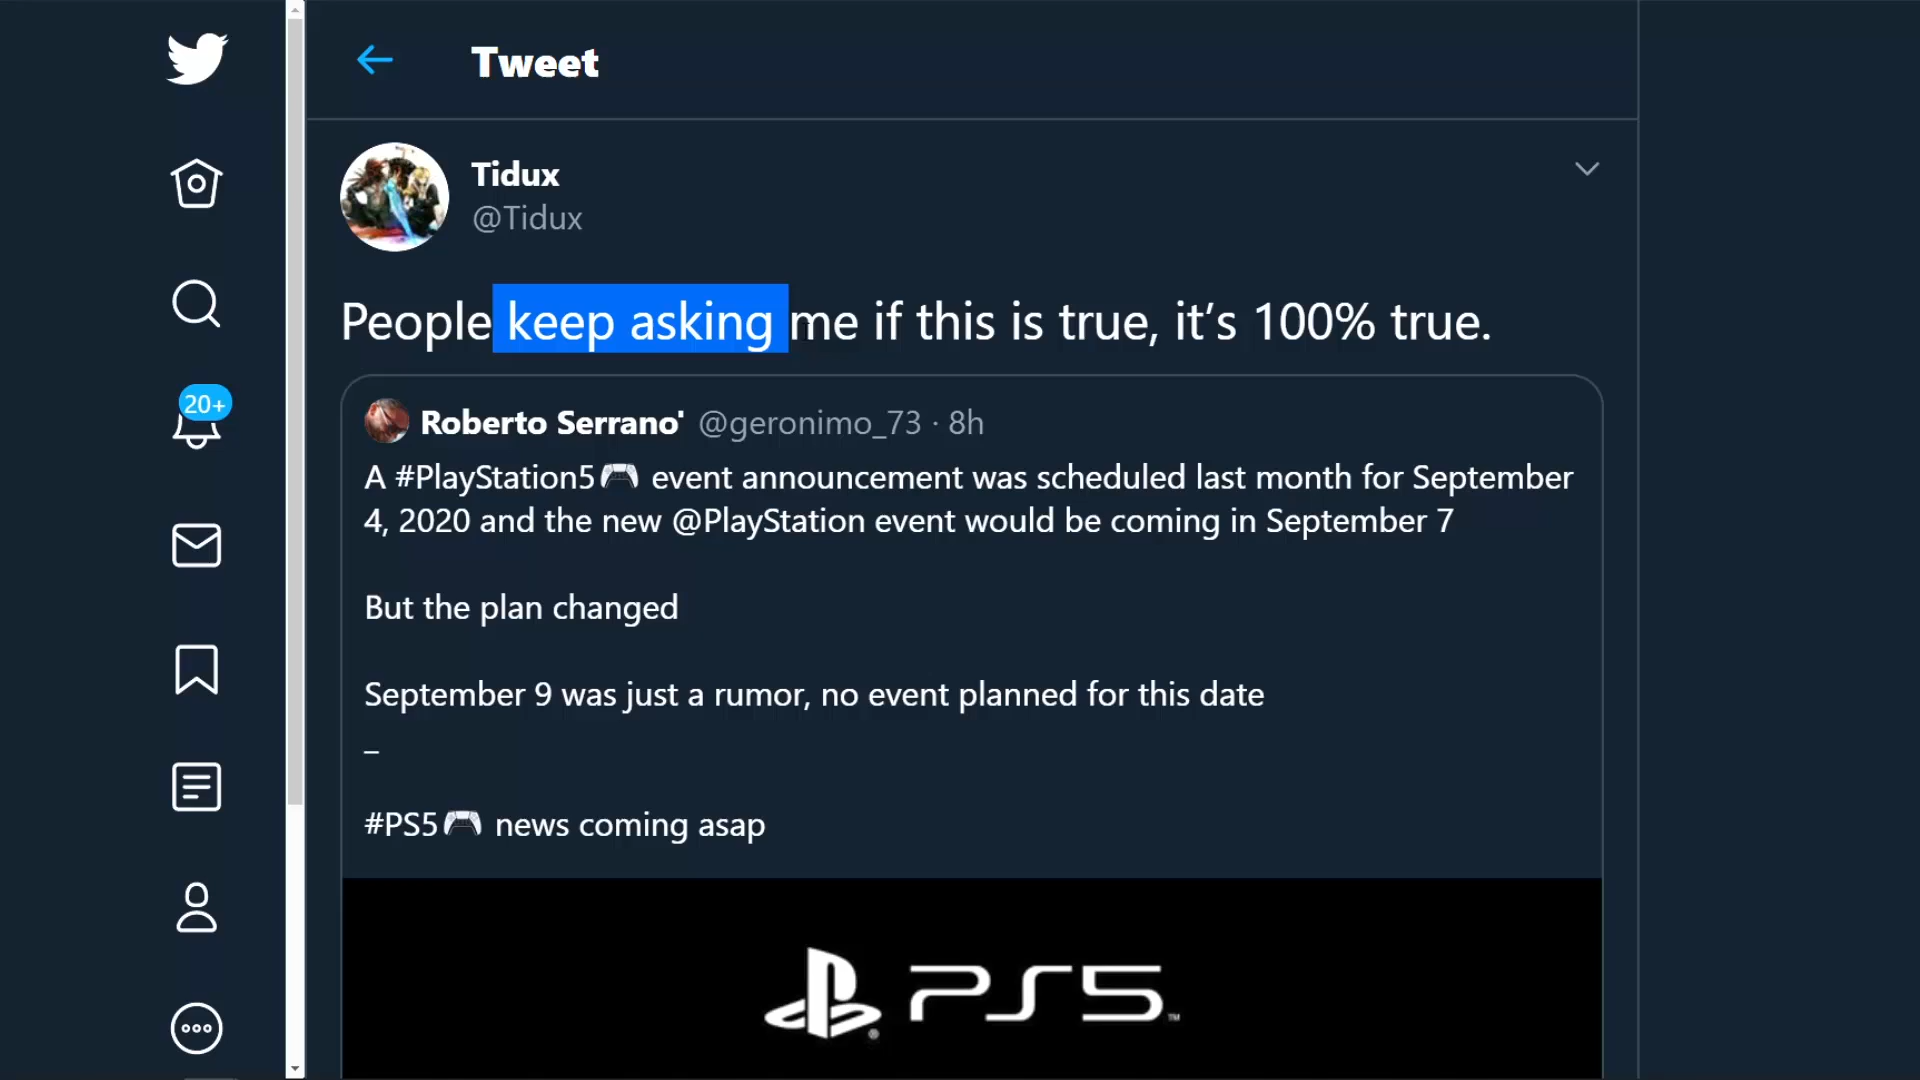 Tweet
Tidux
@Tidux
People keep asking me if this is true, it’s 100% true.
20+
Roberto Serrano' @geronimo_73 · 8h
A #PlayStation5🎮 event announcement was scheduled last month for September
4, 2020 and the new @PlayStation event would be coming in September 7
But the plan changed
September 9 was just a rumor, no event planned for this date
_
#PS5🎮 news coming asap
PS5™